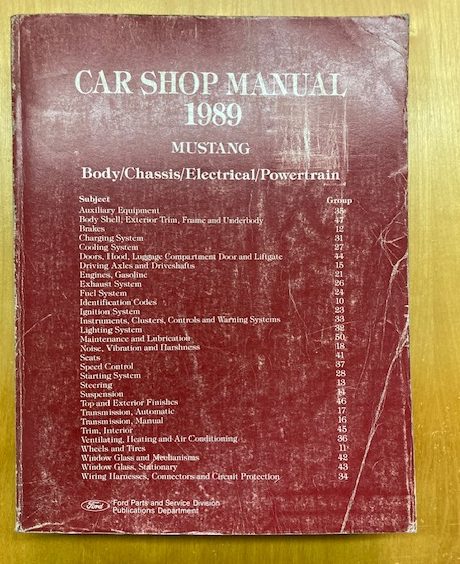 CAR SHOP MANUAL
1989
MUSTANG
Body/Chassis/Electrical/Powertrain
Subject Group
Auxiliary Equipment 35
Body Shell, Exterior Trim, Frame and Underbody 47
Brakes 12
Charging System 31
Cooling System 27
Doors, Hood, Luggage Compartment Door and Liftgate 44
Driving Axles and Driveshafts 15
Engines, Gasoline 21
Exhaust System 26
Fuel System 24
Identification Codes 10
Ignition System 23
Instruments, Clusters, Controls and Warning Systems 33
Lighting System 32
Maintenance and Lubrication 50
Noise, Vibration and Harshness 18
Seats 41
Speed Control 37
Starting System 28
Steering 13
Suspension 14
Top and Exterior Finishes 46
Transmission, Automatic 17
Transmission, Manual 16
Trim, Interior 45
Ventilating, Heating and Air Conditioning 36
Wheels and Tires 11
Window Glass and Mechanisms 42
Window Glass, Stationary 43
Wiring Harnesses, Connectors and Circuit Protection 34
Ford
Ford Parts and Service Division
Publications Department